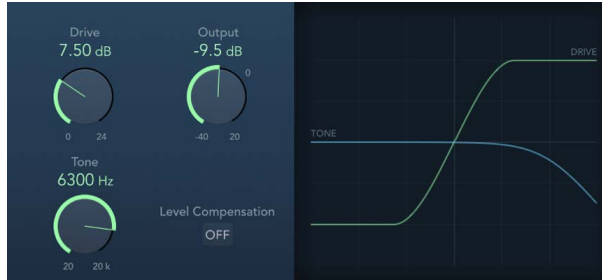 Drive
7.50 dB
0
24
Output
-9.5 dB
0
-40
20
Tone
6300 Hz
20
20 k
Level Compensation
OFF
DRIVE
TONE